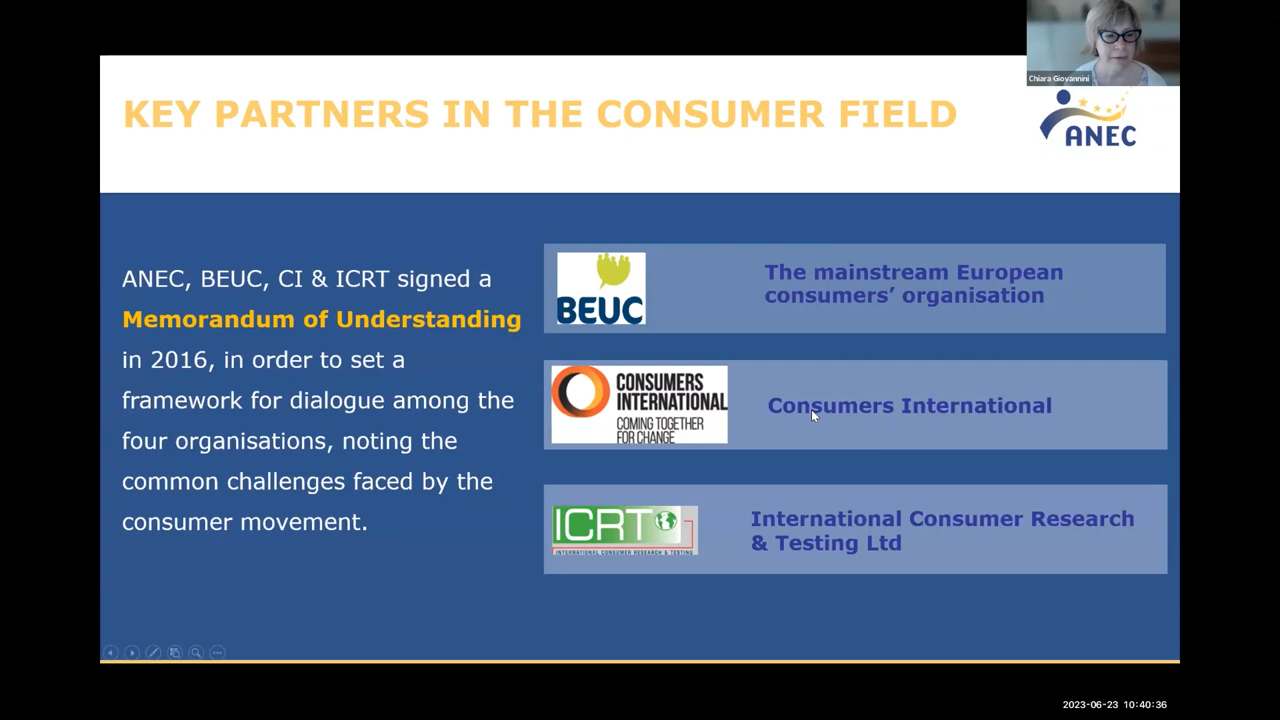 Chiara Giovannini
KEY PARTNERS IN THE CONSUMER FIELD
ANEC
ANEC, BEUC, CI & ICRT signed a
Memorandum of Understanding
in 2016, in order to set a
framework for dialogue among the
four organisations, noting the
common challenges faced by the
consumer movement.
BEUC
The mainstream European
consumers’ organisation
CONSUMERS
INTERNATIONAL
COMING TOGETHER
FOR CHANGE
Consumers International
ICRT
INTERNATIONAL CONSUMER RESEARCH & TESTING
International Consumer Research
& Testing Ltd
2023-06-23 10:40:36